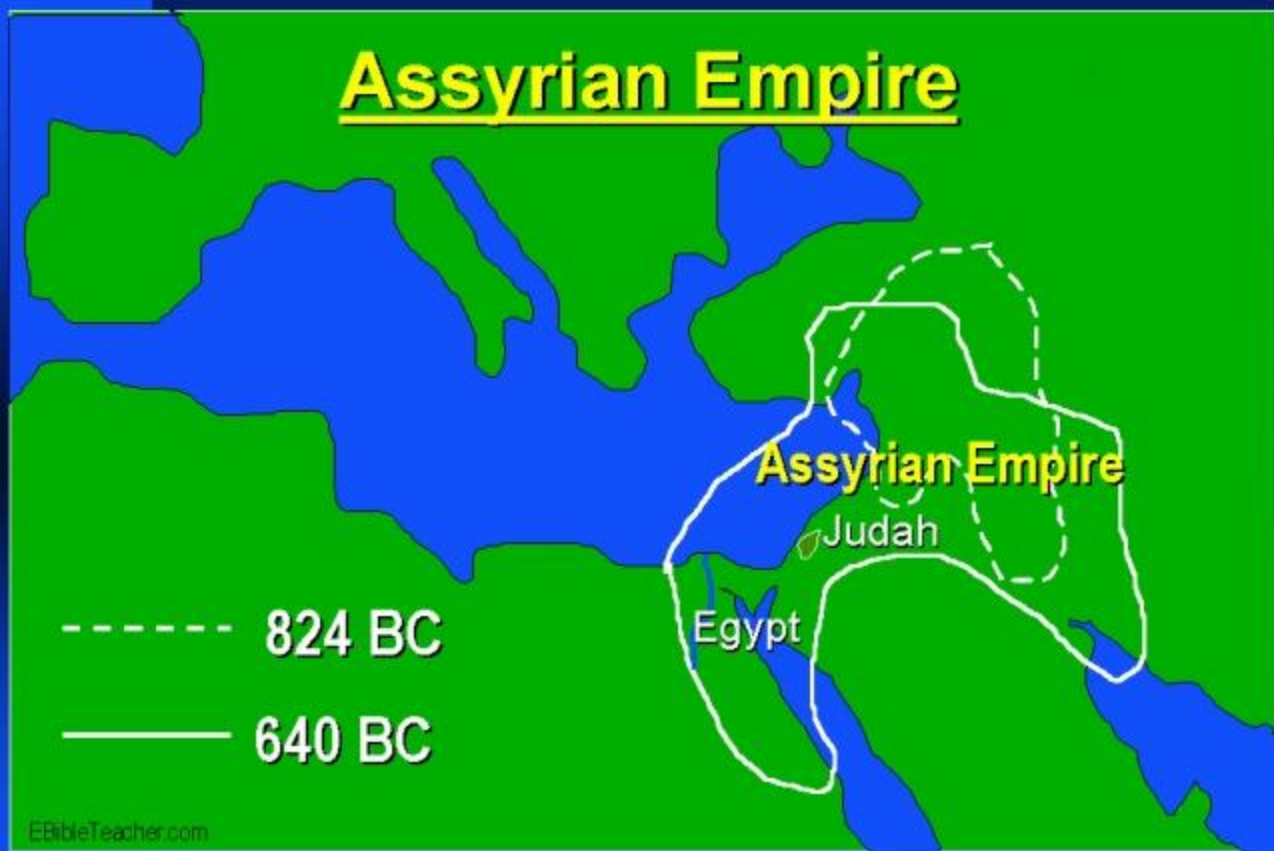 Assyrian Empire
Assyrian Empire
Judah
Egypt
824 BC
640 BC
EBibleTeacher.com